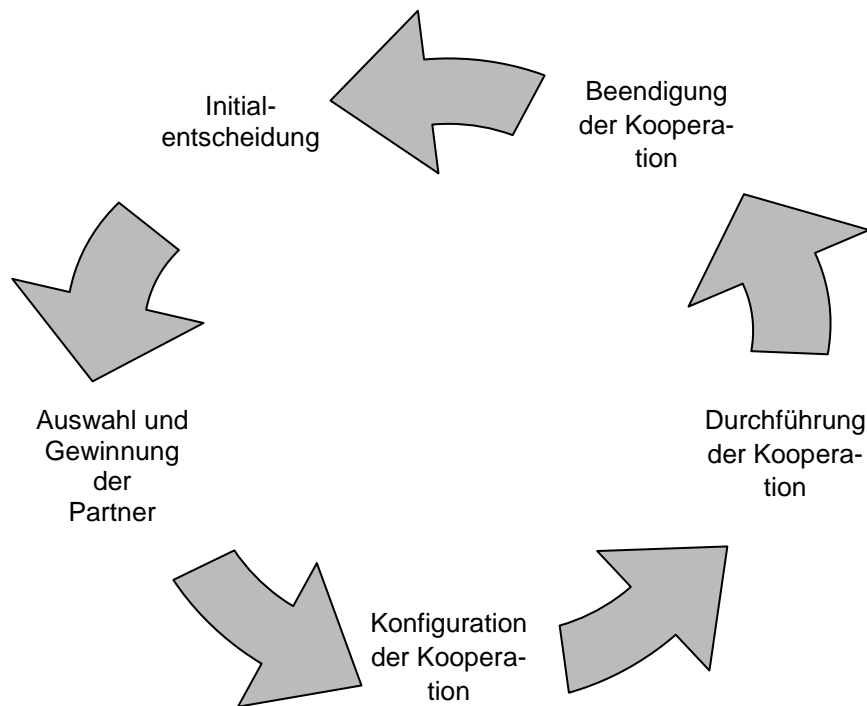 Initial-
entscheidung
Beendigung
der Koopera-
tion
Auswahl und
Gewinnung
der
Partner
Durchführung
der Koopera-
tion
Konfiguration
der Koopera-
tion